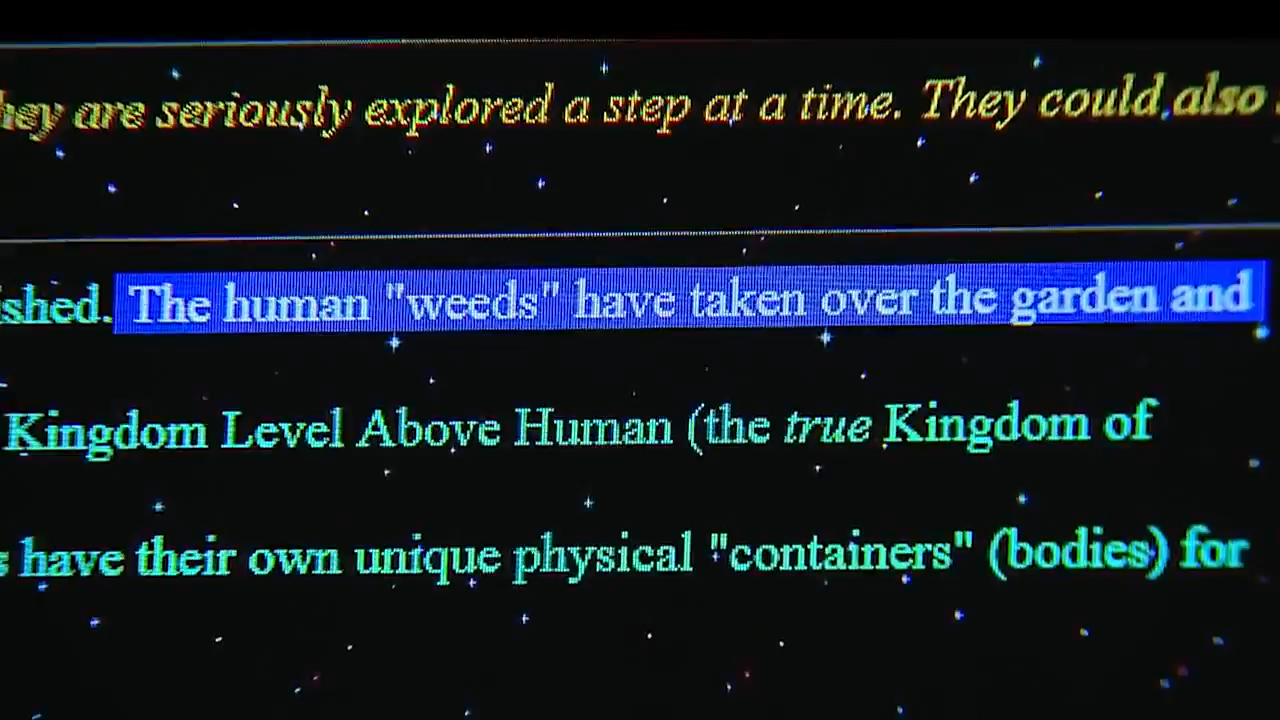 hey are seriously explored a step at a time. They could also
ished. The human "weeds" have taken over the garden and
Kingdom Level Above Human (the true Kingdom of
s have their own unique physical "containers" (bodies) for